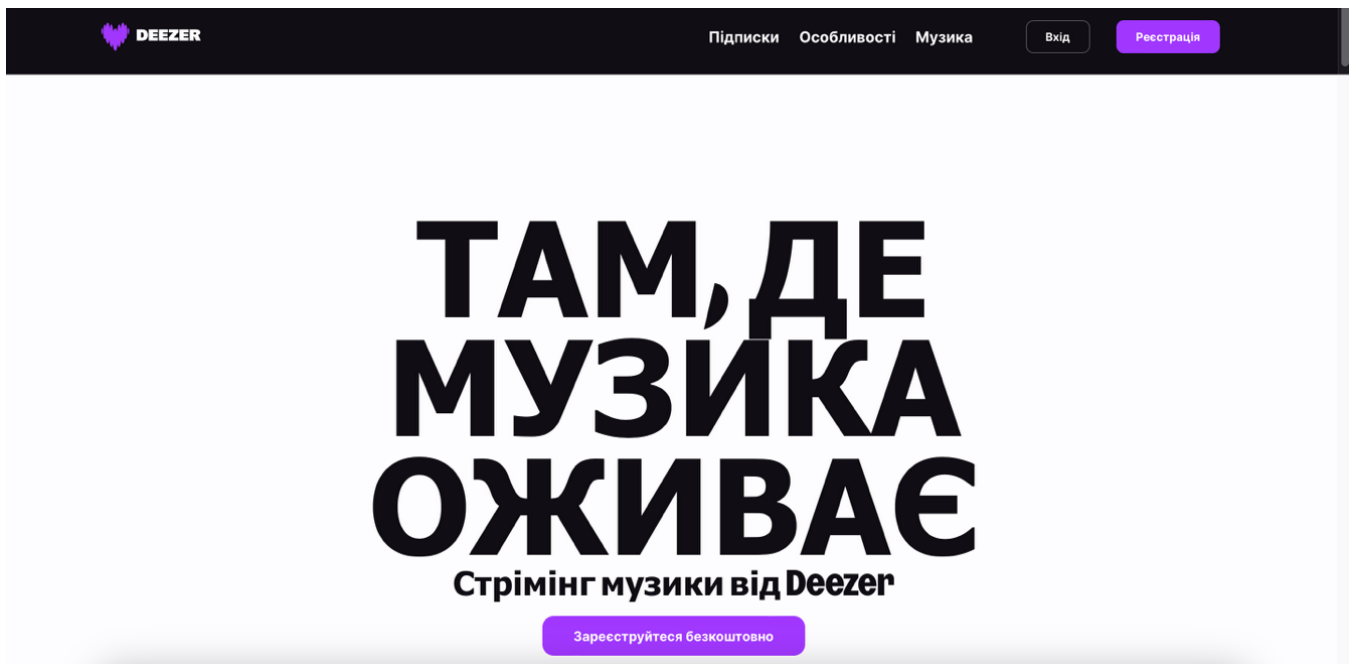 DEEZER
Підписки Особливості Музика Вхід Реєстрація
ТАМ, ДЕ
МУЗИКА
ОЖИВАЄ
Стрімінг музики від Deezer
Зареєструйтеся безкоштовно